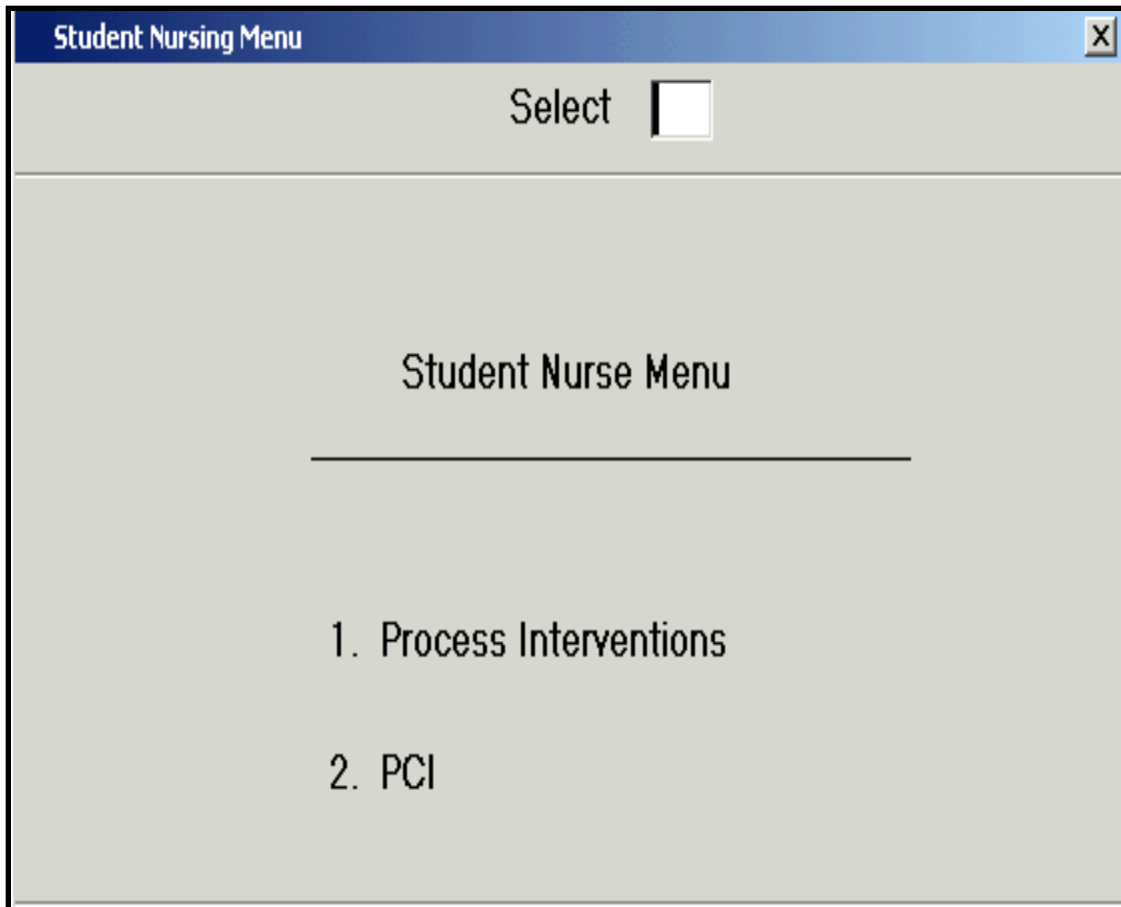 Student Nursing Menu
Select
Student Nurse Menu
1. Process Interventions
2. PCI